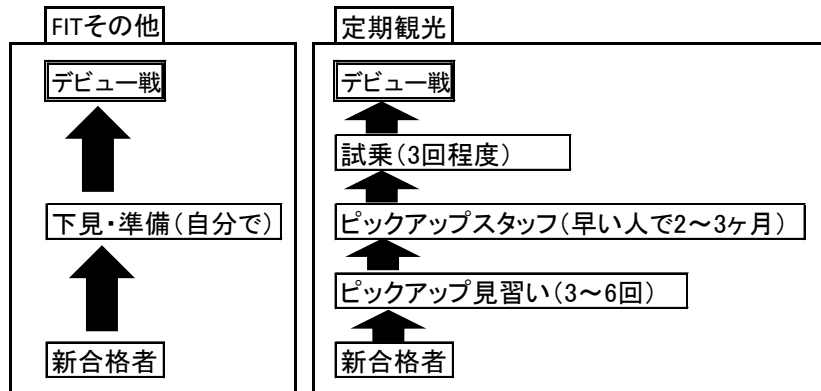 FITその他
デビュー戦
下見・準備(自分で)
新合格者
定期観光
デビュー戦
試乗(3回程度)
ピックアップスタッフ(早い人で2～3ヶ月)
ピックアップ見習い(3～6回)
新合格者